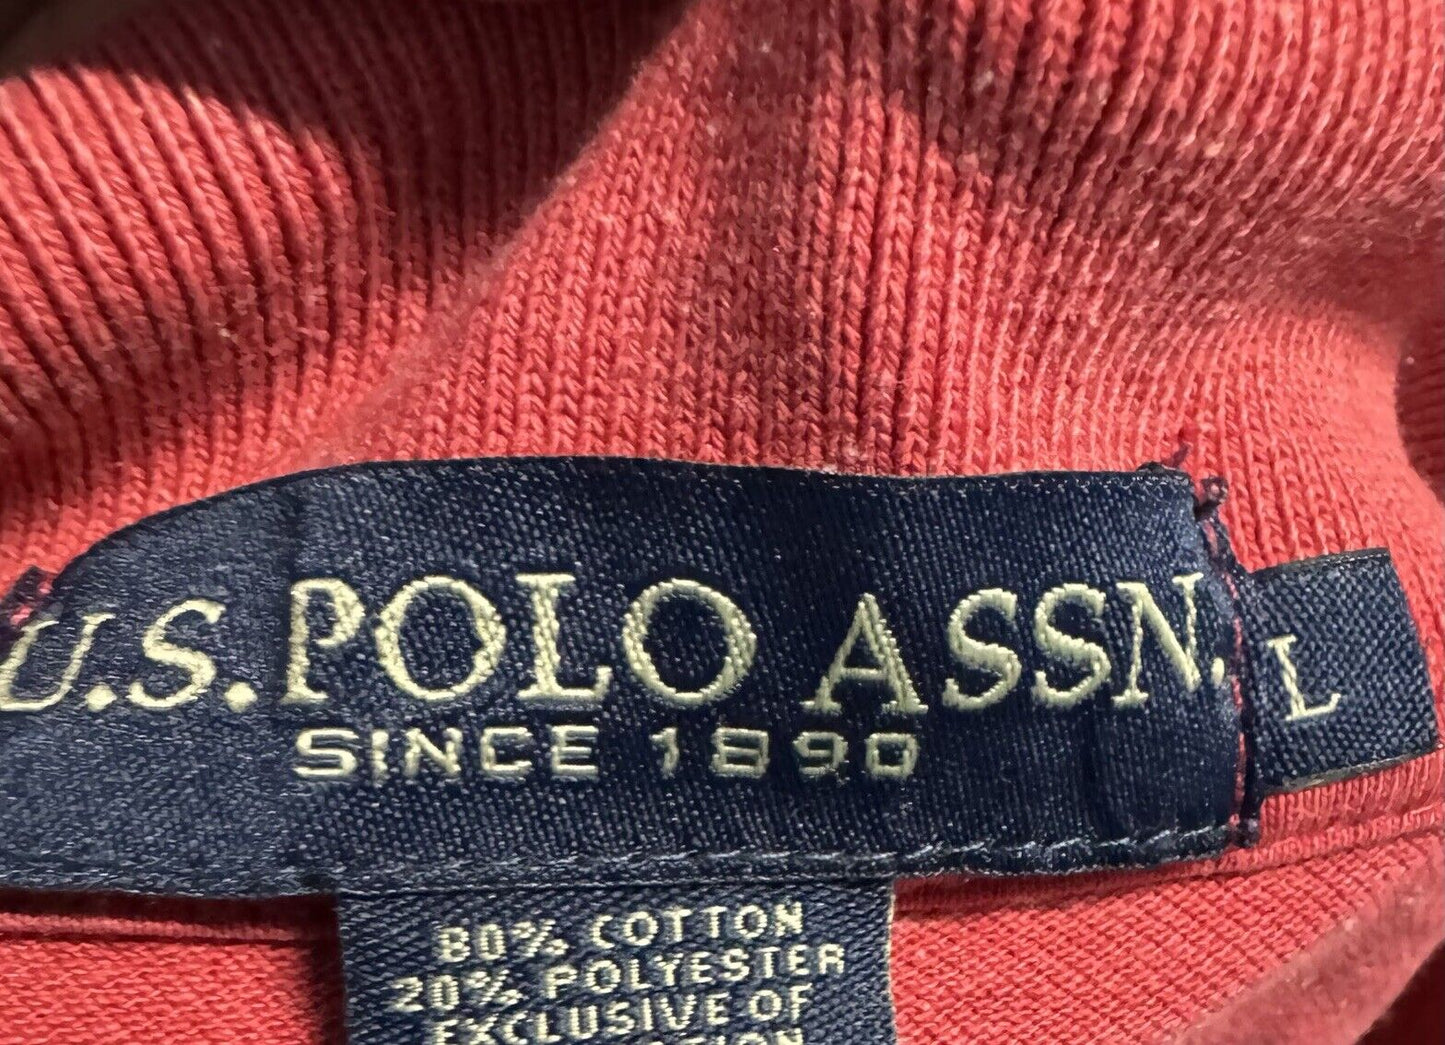 U.S. POLO ASSN.
SINCE 1890
L
80% COTTON
20% POLYESTER
EXCLUSIVE OF